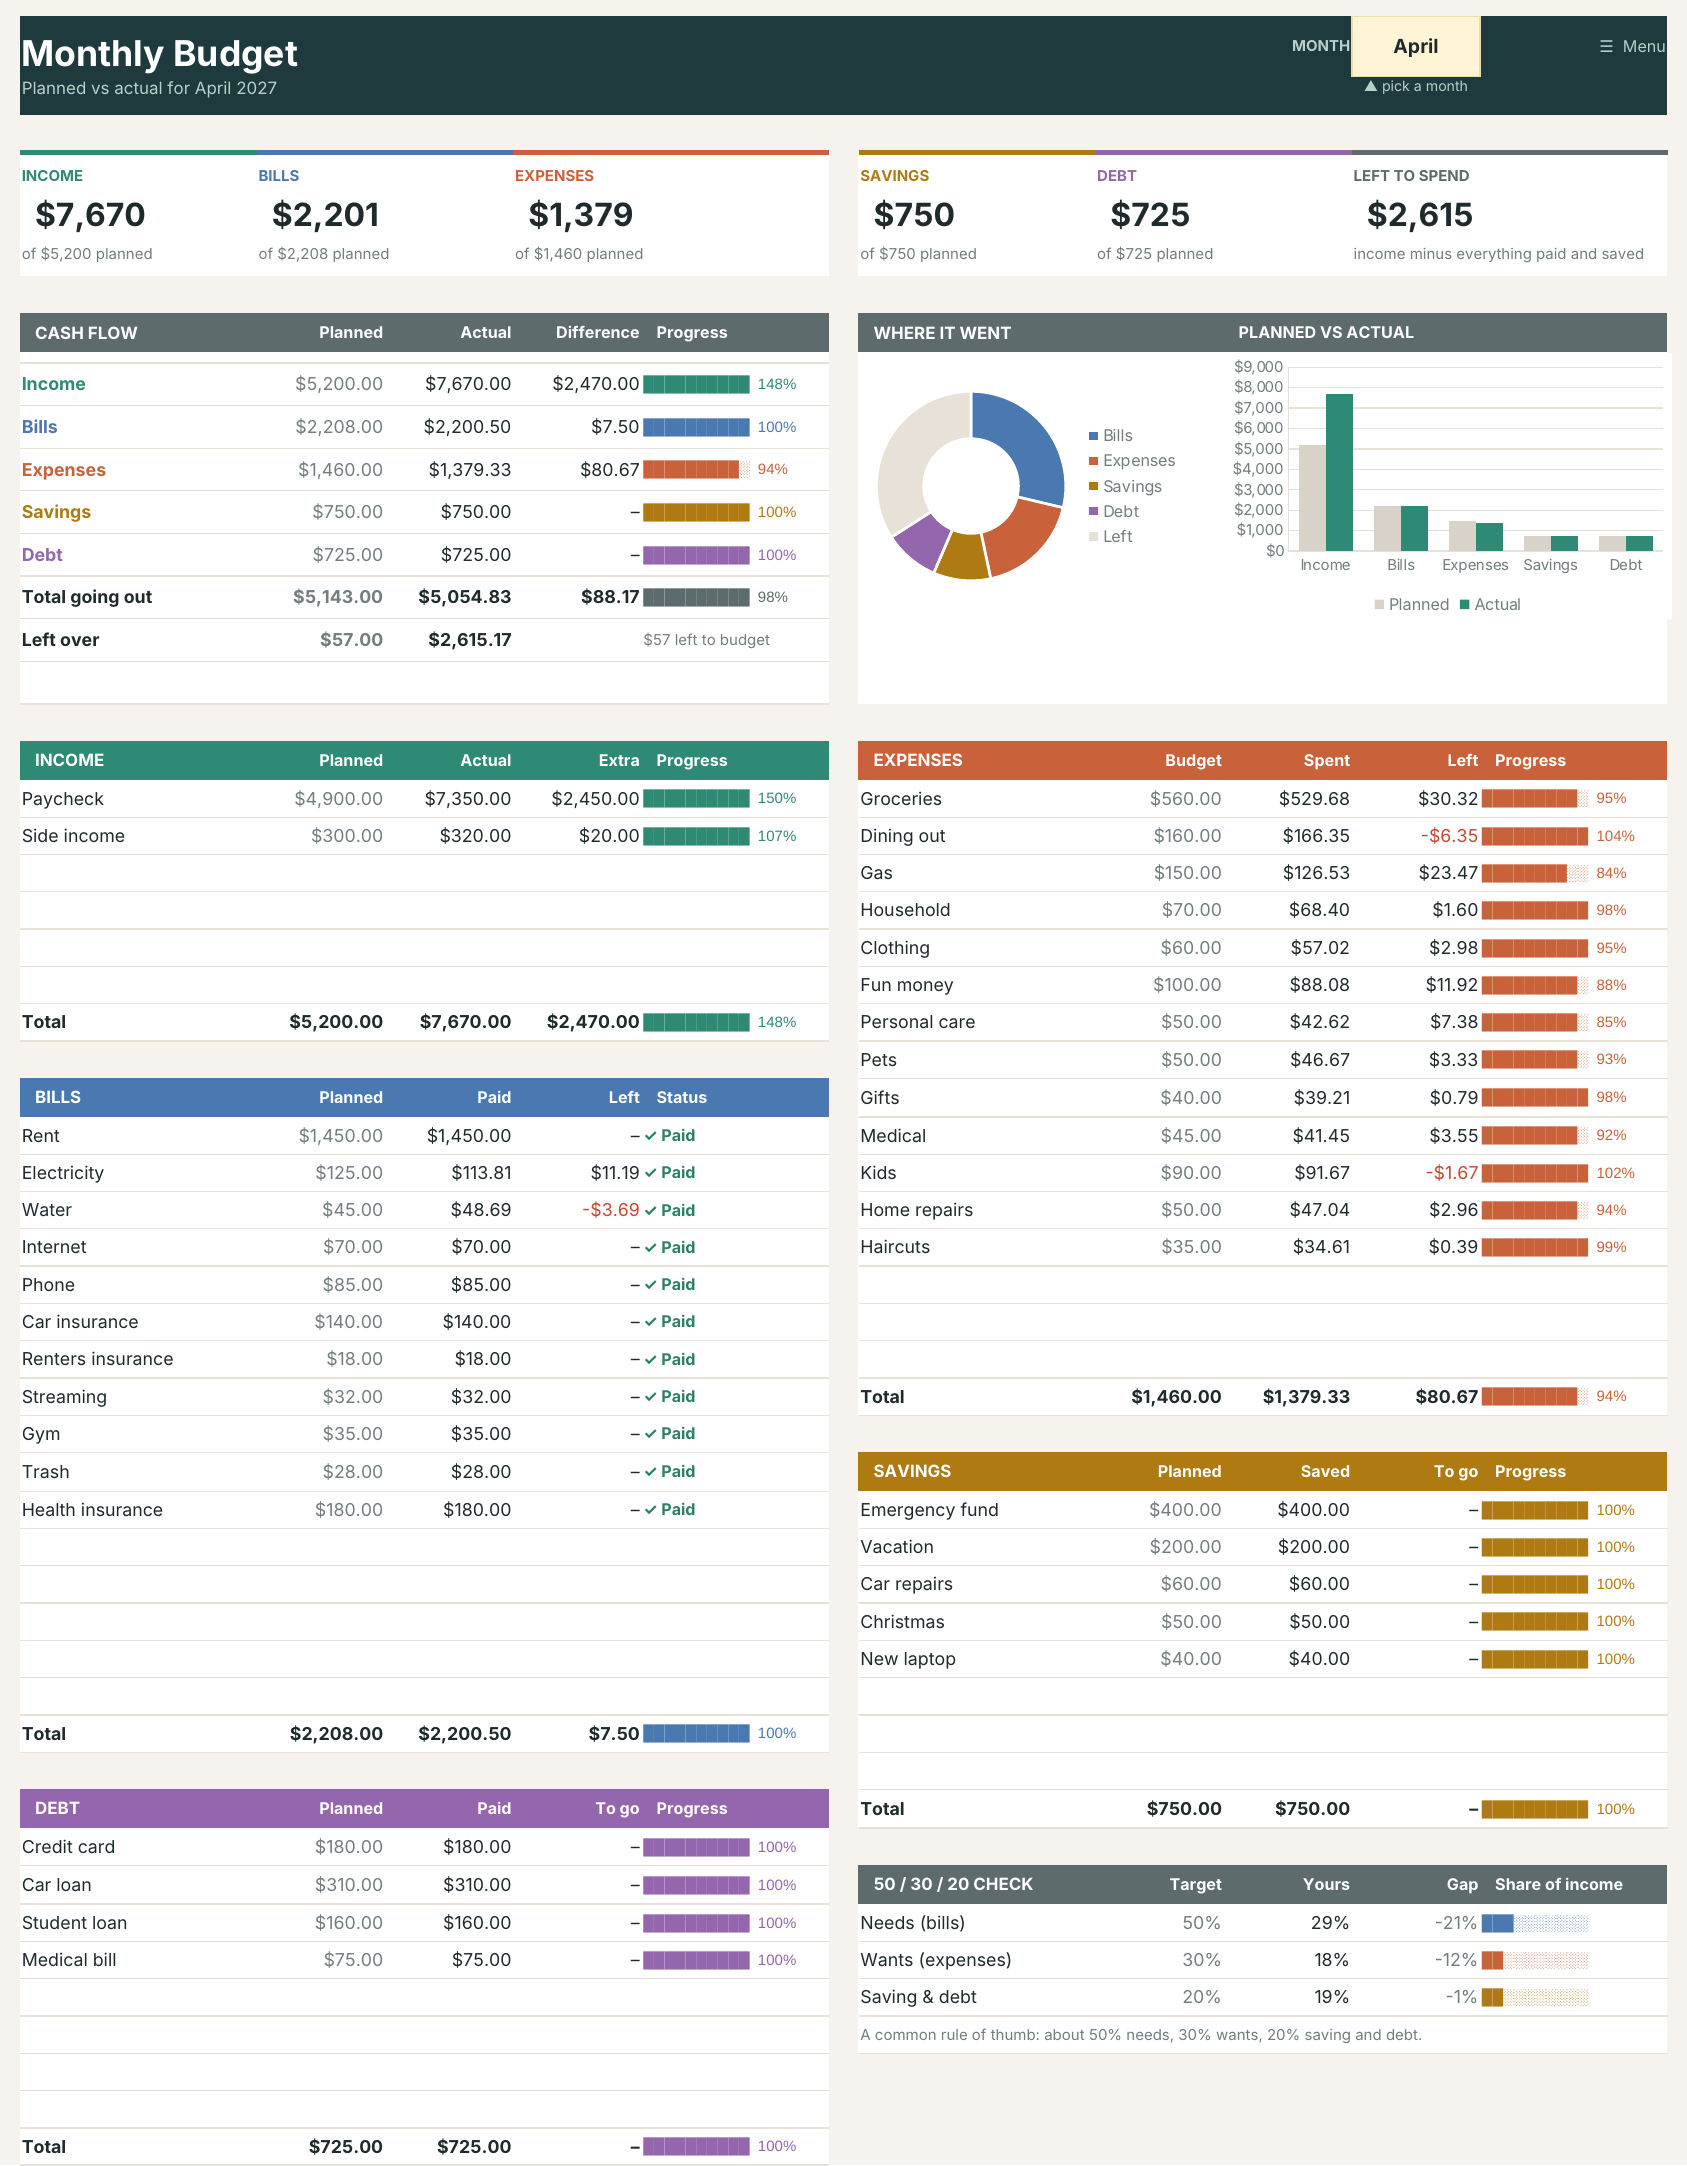 Monthly Budget
Planned vs actual for April 2027
MONTH April
▲ pick a month
☰ Menu
INCOME BILLS EXPENSES
$7,670 $2,201 $1,379
of $5,200 planned of $2,208 planned of $1,460 planned
SAVINGS DEBT LEFT TO SPEND
$750 $725 $2,615
of $750 planned of $725 planned income minus everything paid and saved
CASH FLOW Planned Actual Difference Progress
Income $5,200.00 $7,670.00 $2,470.00 148%
Bills $2,208.00 $2,200.50 $7.50 100%
Expenses $1,460.00 $1,379.33 $80.67 94%
Savings $750.00 $750.00 – 100%
Debt $725.00 $725.00 – 100%
Total going out $5,143.00 $5,054.83 $88.17 98%
Left over $57.00 $2,615.17 $57 left to budget
WHERE IT WENT
Bills
Expenses
Savings
Debt
Left
PLANNED VS ACTUAL
$9,000
$8,000
$7,000
$6,000
$5,000
$4,000
$3,000
$2,000
$1,000
$0
Income Bills Expenses Savings Debt
Planned Actual
INCOME Planned Actual Extra Progress
Paycheck $4,900.00 $7,350.00 $2,450.00 150%
Side income $300.00 $320.00 $20.00 107%
Total $5,200.00 $7,670.00 $2,470.00 148%
BILLS Planned Paid Left Status
Rent $1,450.00 $1,450.00 – ✓ Paid
Electricity $125.00 $113.81 $11.19 ✓ Paid
Water $45.00 $48.69 -$3.69 ✓ Paid
Internet $70.00 $70.00 – ✓ Paid
Phone $85.00 $85.00 – ✓ Paid
Car insurance $140.00 $140.00 – ✓ Paid
Renters insurance $18.00 $18.00 – ✓ Paid
Streaming $32.00 $32.00 – ✓ Paid
Gym $35.00 $35.00 – ✓ Paid
Trash $28.00 $28.00 – ✓ Paid
Health insurance $180.00 $180.00 – ✓ Paid
Total $2,208.00 $2,200.50 $7.50 100%
DEBT Planned Paid To go Progress
Credit card $180.00 $180.00 – 100%
Car loan $310.00 $310.00 – 100%
Student loan $160.00 $160.00 – 100%
Medical bill $75.00 $75.00 – 100%
Total $725.00 $725.00 – 100%
EXPENSES Budget Spent Left Progress
Groceries $560.00 $529.68 $30.32 95%
Dining out $160.00 $166.35 -$6.35 104%
Gas $150.00 $126.53 $23.47 84%
Household $70.00 $68.40 $1.60 98%
Clothing $60.00 $57.02 $2.98 95%
Fun money $100.00 $88.08 $11.92 88%
Personal care $50.00 $42.62 $7.38 85%
Pets $50.00 $46.67 $3.33 93%
Gifts $40.00 $39.21 $0.79 98%
Medical $45.00 $41.45 $3.55 92%
Kids $90.00 $91.67 -$1.67 102%
Home repairs $50.00 $47.04 $2.96 94%
Haircuts $35.00 $34.61 $0.39 99%
Total $1,460.00 $1,379.33 $80.67 94%
SAVINGS Planned Saved To go Progress
Emergency fund $400.00 $400.00 – 100%
Vacation $200.00 $200.00 – 100%
Car repairs $60.00 $60.00 – 100%
Christmas $50.00 $50.00 – 100%
New laptop $40.00 $40.00 – 100%
Total $750.00 $750.00 – 100%
50 / 30 / 20 CHECK Target Yours Gap Share of income
Needs (bills) 50% 29% -21%
Wants (expenses) 30% 18% -12%
Saving & debt 20% 19% -1%
A common rule of thumb: about 50% needs, 30% wants, 20% saving and debt.